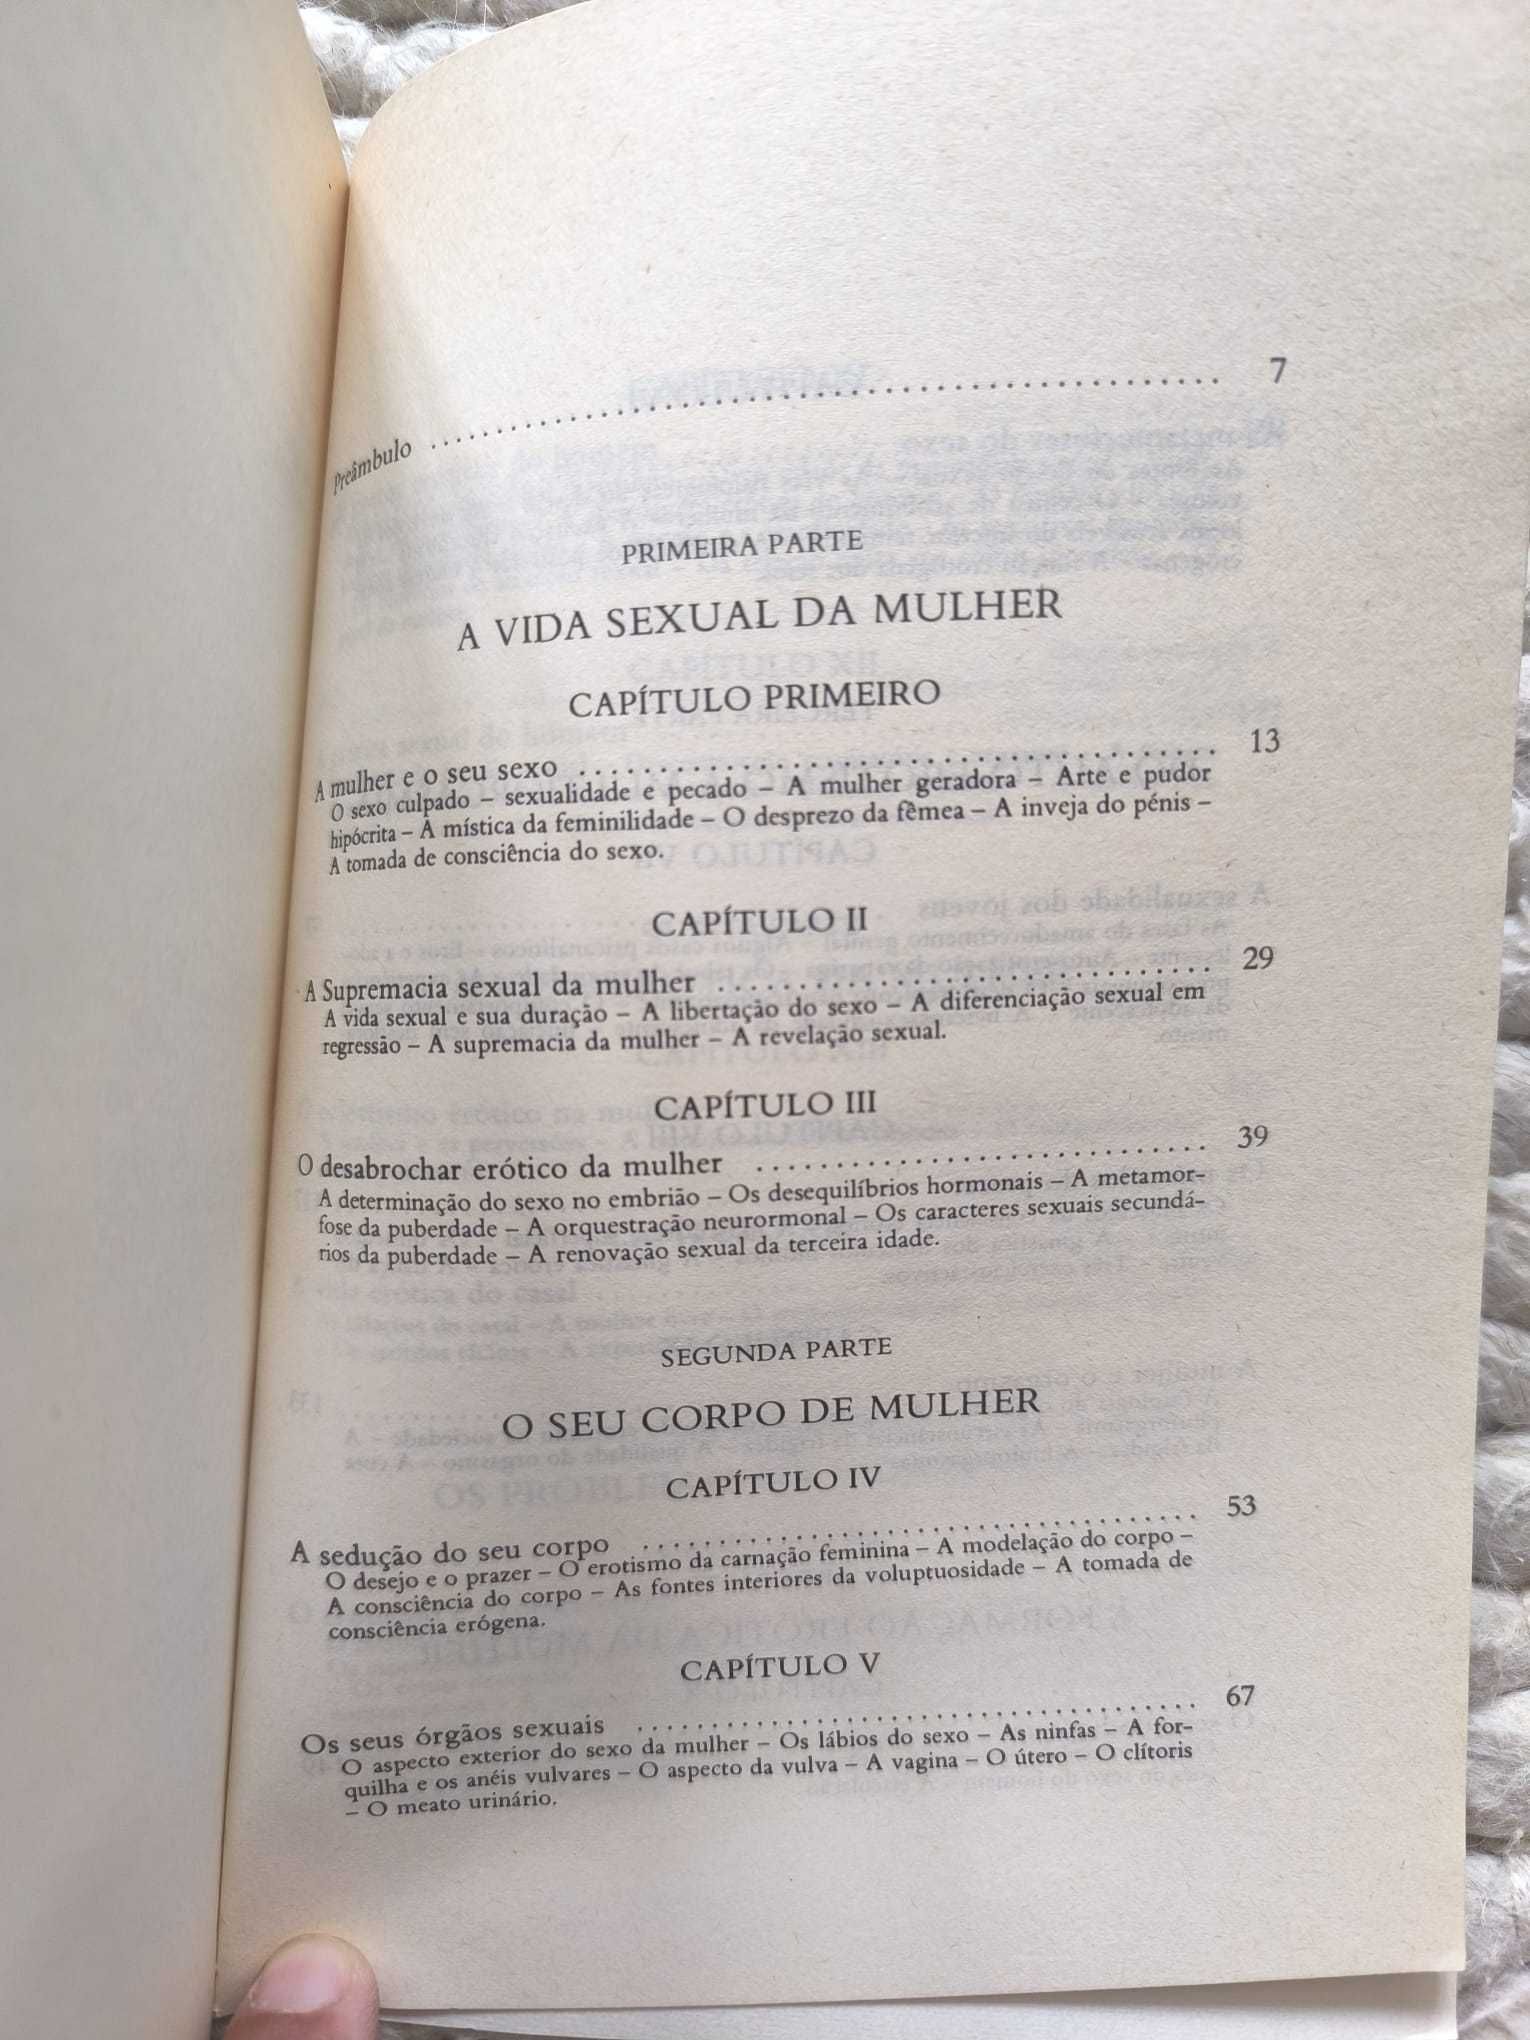 Preâmbulo ........................................ 7
PRIMEIRA PARTE
A VIDA SEXUAL DA MULHER
CAPÍTULO PRIMEIRO
A mulher e o seu sexo ........................................ 13
O sexo culpado – sexualidade e pecado – A mulher geradora – Arte e pudor
hipócrita – A mística da feminilidade – O desprezo da fêmea – A inveja do pénis –
A tomada de consciência do sexo.
CAPÍTULO II
A Supremacia sexual da mulher ........................................ 29
A vida sexual e sua duração – A libertação do sexo – A diferenciação sexual em
regressão – A supremacia da mulher – A revelação sexual.
CAPÍTULO III
O desabrochar erótico da mulher ........................................ 39
A determinação do sexo no embrião – Os desequilíbrios hormonais – A metamor-
fose da puberdade – A orquestração neurormonal – Os caracteres sexuais secundá-
rios da puberdade – A renovação sexual da terceira idade.
SEGUNDA PARTE
O SEU CORPO DE MULHER
CAPÍTULO IV
A sedução do seu corpo ........................................ 53
O desejo e o prazer – O erotismo da carnação feminina – A modelação do corpo –
A consciência do corpo – As fontes interiores da voluptuosidade – A tomada de
consciência erógena.
CAPÍTULO V
Os seus órgãos sexuais ........................................ 67
O aspecto exterior do sexo da mulher – Os lábios do sexo – As ninfas – A for-
quilha e os anéis vulvares – O aspecto da vulva – A vagina – O útero – O clítoris
– O meato urinário.